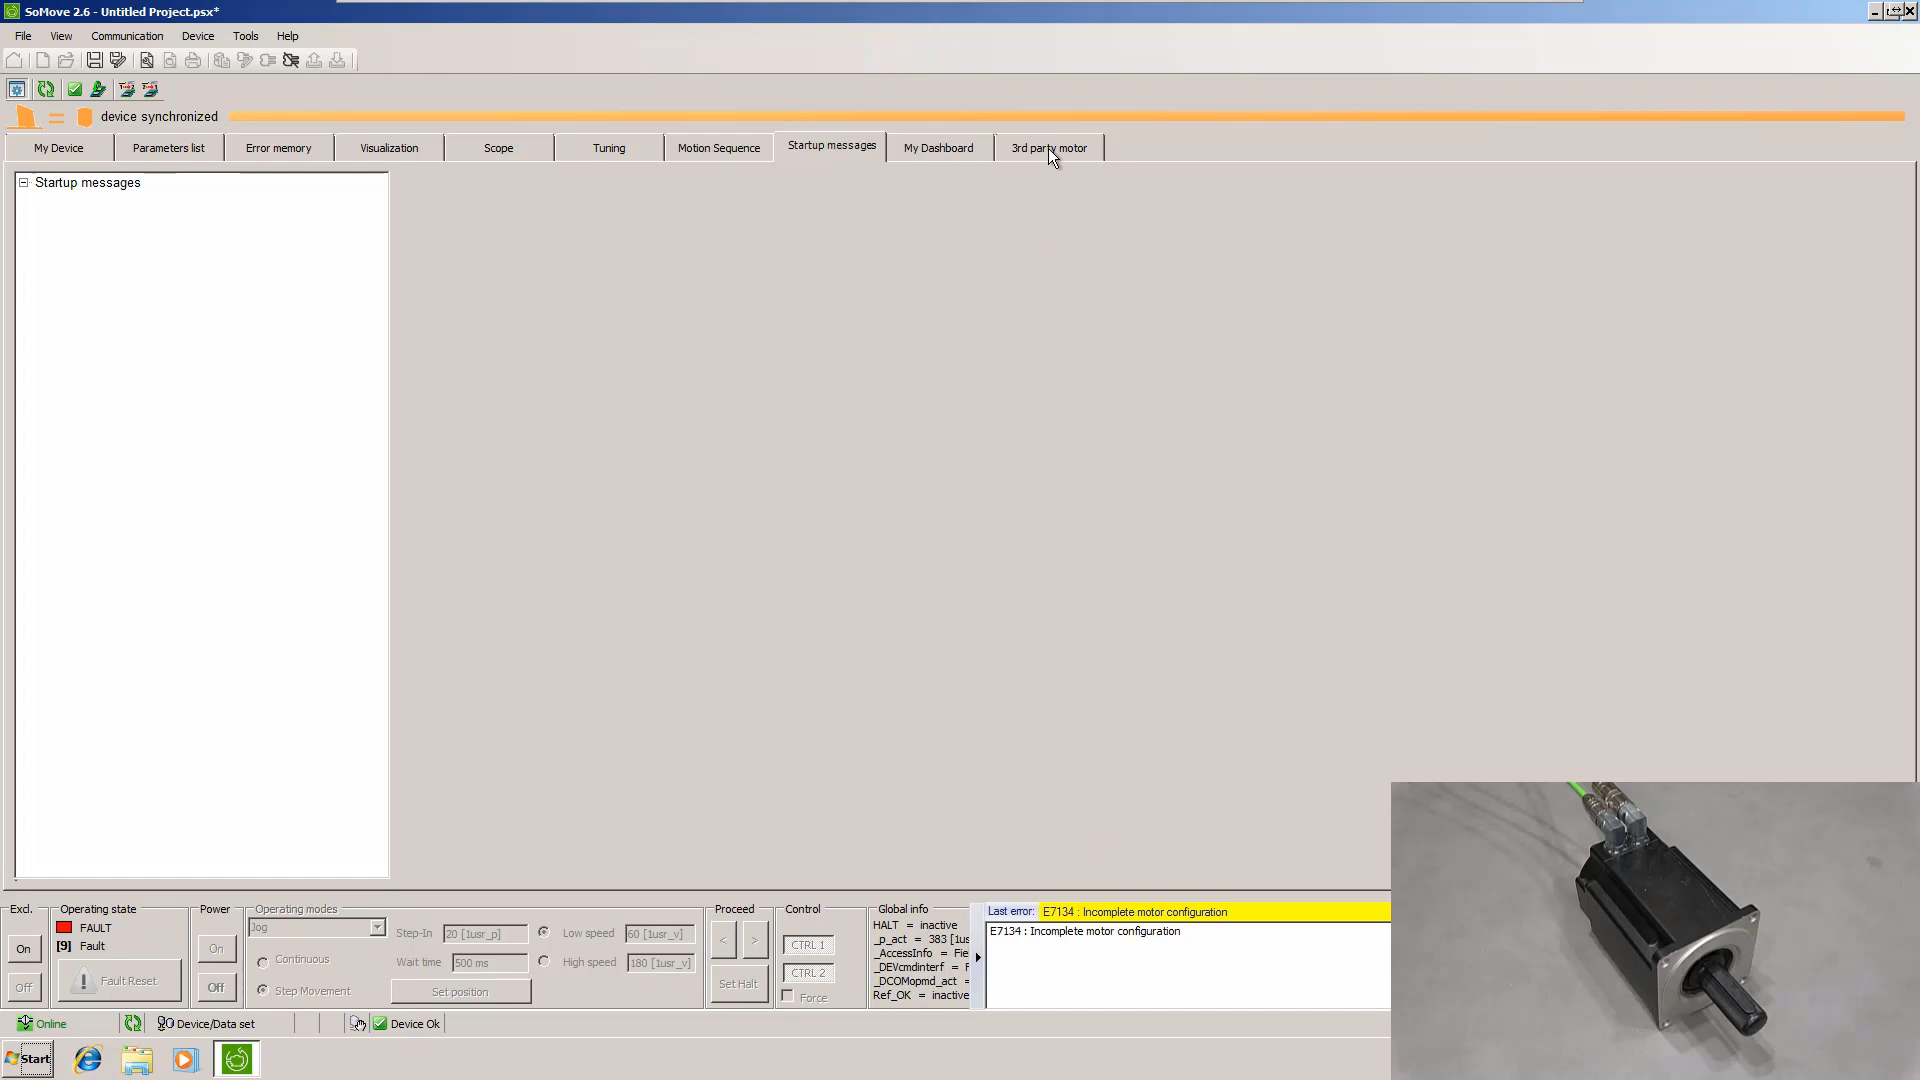 SoMove 2.6 - Untitled Project.psx*
File View Communication Device Tools Help
device synchronized
My Device Parameters list Error memory Visualization Scope Tuning Motion Sequence Startup messages My Dashboard 3rd party motor
Startup messages
Excl. Operating state Power Operating modes Proceed Control Global info
On
Off
FAULT
[9] Fault
Fault Reset
On
Off
Jog
Continuous
Step Movement
Step-In 20 [1usr_p] Low speed 60 [1usr_v]
Wait time 500 ms High speed 180 [1usr_v]
Set position
< >
Set Halt
CTRL 1
CTRL 2
Force
HALT = inactive
_p_act = 383 [1us
_AccessInfo = Fie
_DEVcmdinterf = F
_DCOMopmd_act =
Ref_OK = inactive
Last error: E7134 : Incomplete motor configuration
E7134 : Incomplete motor configuration
Online Device/Data set Device Ok
Start